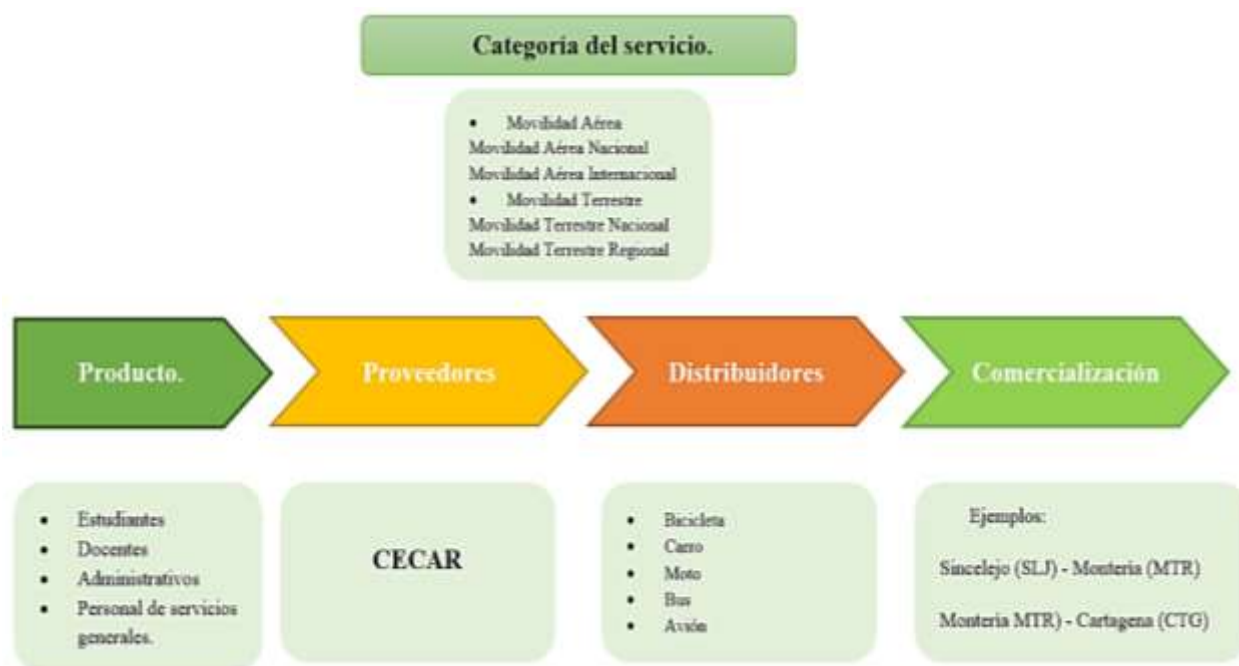 Categoría del servicio.
• Movilidad Aérea
Movilidad Aérea Nacional
Movilidad Aérea Internacional
• Movilidad Terrestre
Movilidad Terrestre Nacional
Movilidad Terrestre Regional
Producto.
Proveedores
Distribuidores
Comercialización
• Estudiantes
• Docentes
• Administrativos
• Personal de servicios
generales.
CECAR
• Bicicleta
• Carro
• Moto
• Bus
• Avión
Ejemplos:
Sincelejo (SLJ) - Montería (MTR)
Montería MTR) - Cartagena (CTG)